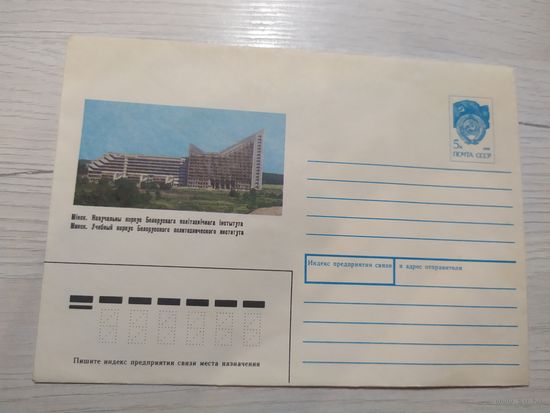 5к
ПОЧТА СССР
Мінск. Навучальны корпус Беларускага політэхнічнага інстытута
Минск. Учебный корпус Белорусского политехнического института
Индекс предприятия связи и адрес отправителя
Пишите индекс предприятия связи места назначения